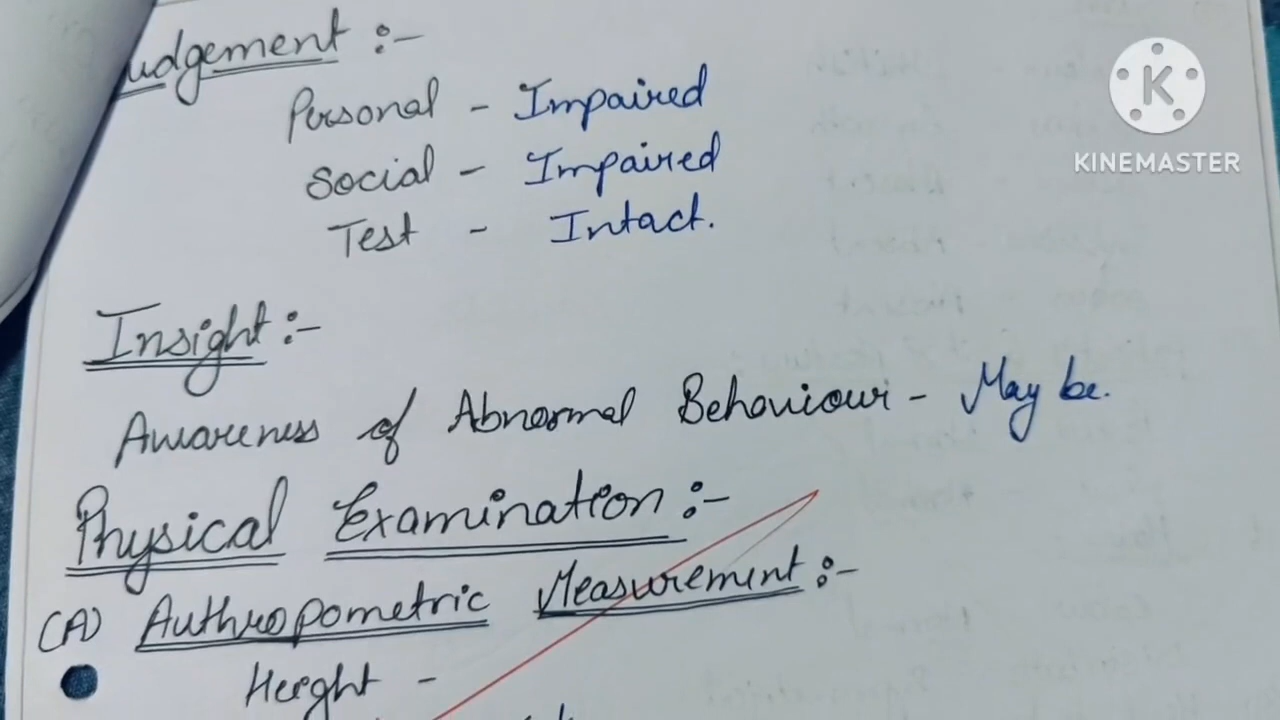 udgement :-
Personal - Impaired
Social - Impaired
Test - Intact.
Insight :-
Awareness of Abnormal Behaviour - May be.
Physical Examination :-
(A) Authropometric Measurement :-
Height -
K
KINEMASTER